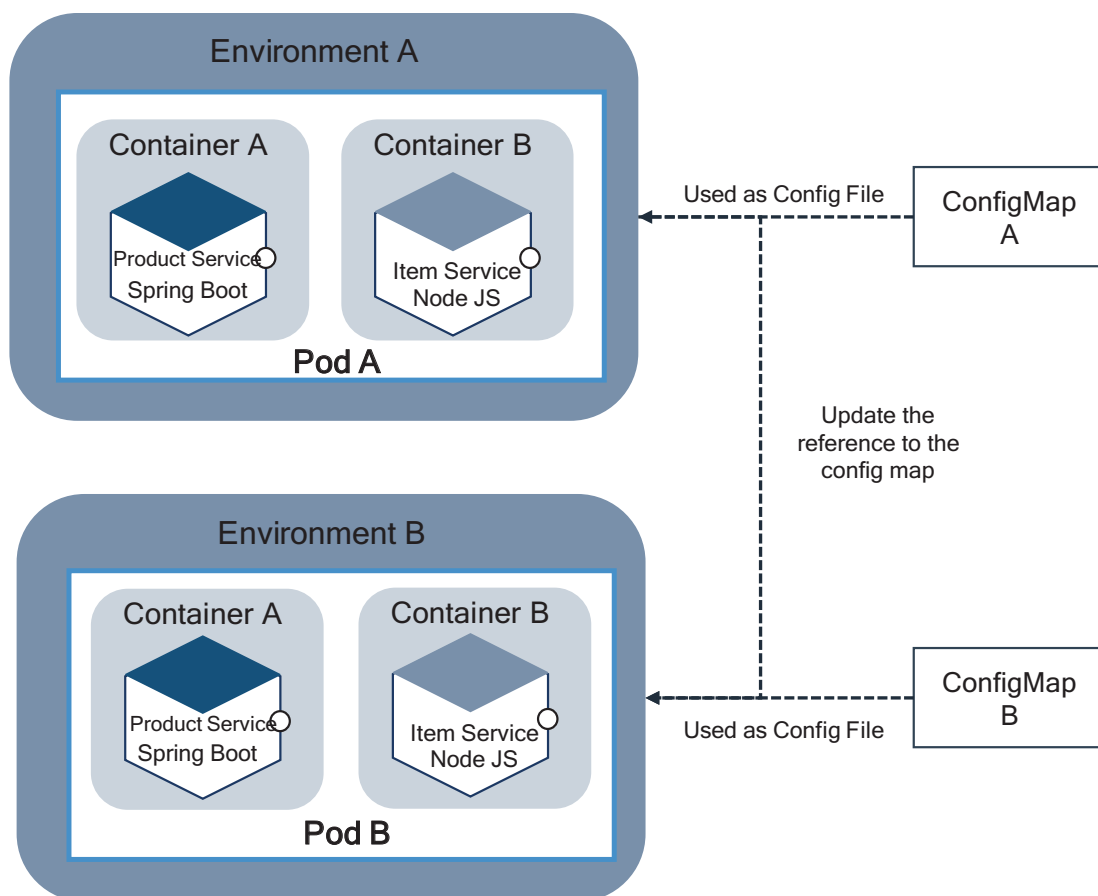 Environment A
Container A
Container B
Product Service
Spring Boot
Item Service
Node JS
Pod A
Used as Config File
ConfigMap
A
Update the
reference to the
config map
Environment B
Container A
Container B
Product Service
Spring Boot
Item Service
Node JS
Pod B
Used as Config File
ConfigMap
B